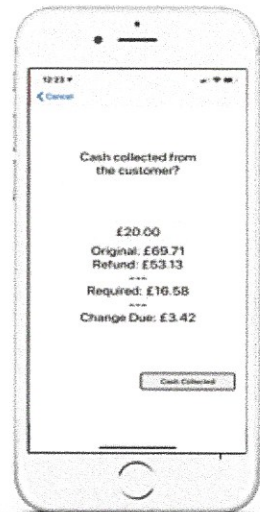 12:23
Cancel
Cash collected from
the customer?
£20.00
Original: £69.71
Refund: £53.13
---
Required: £16.58
---
Change Due: £3.42
Cash Collected